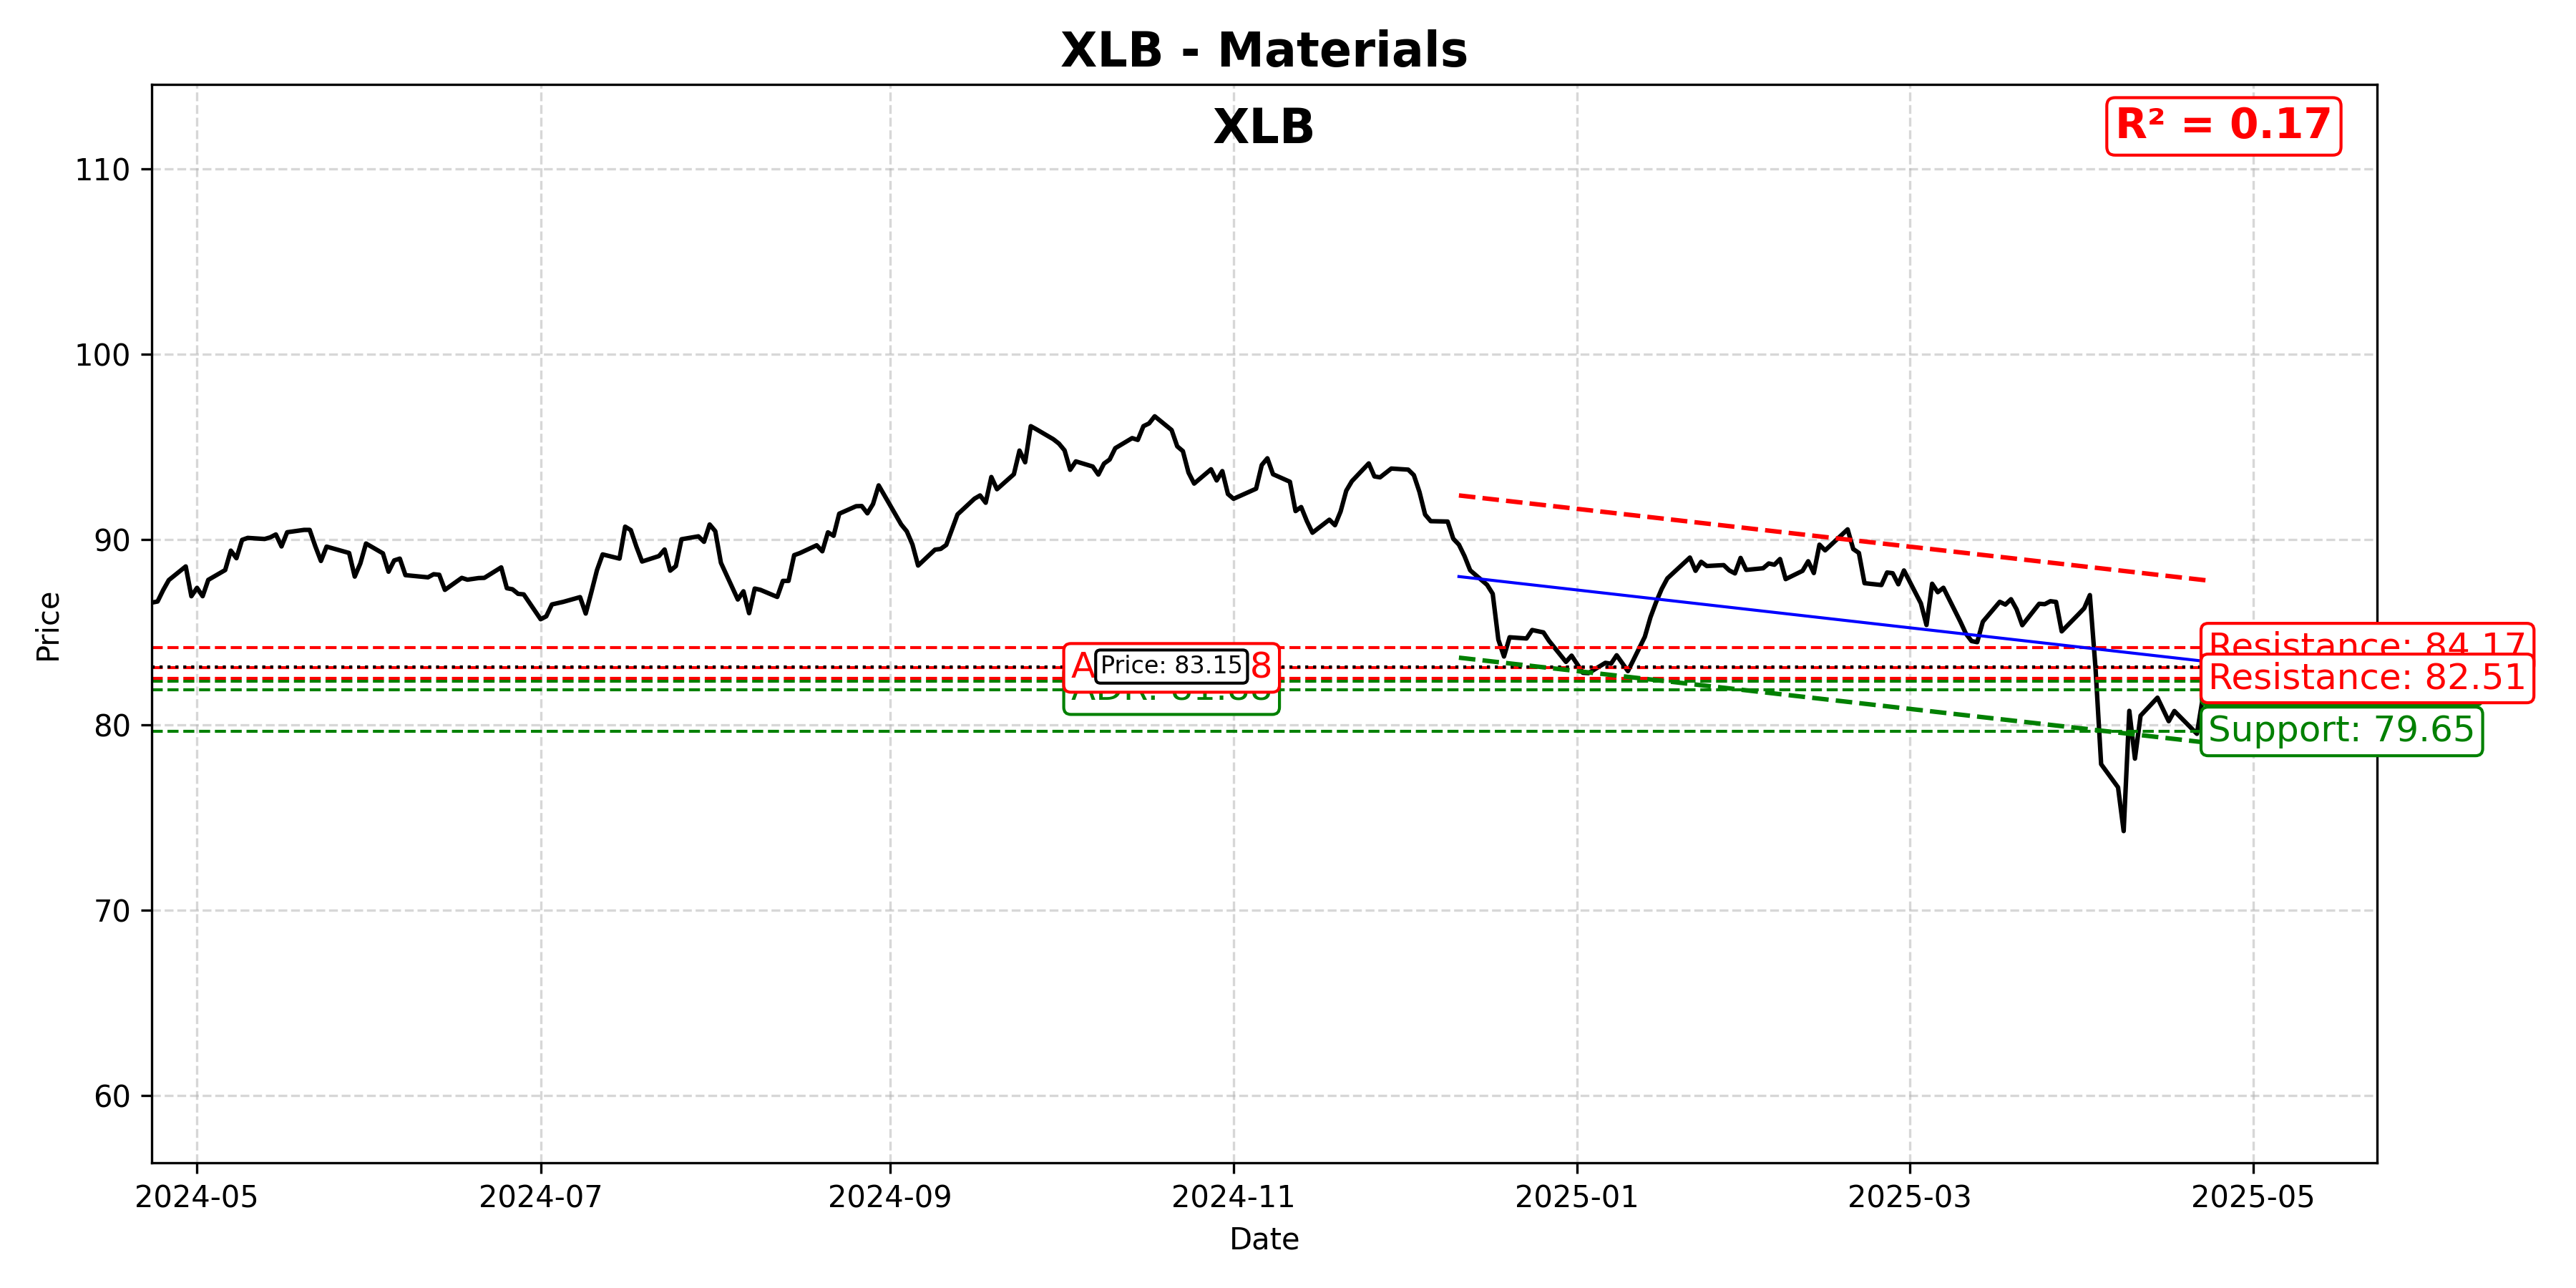 XLB - Materials
XLB
R² = 0.17
110
100
90
80
70
60
Price
Resistance: 84.17
Resistance: 82.51
Support: 79.65
Price: 83.15
2024-05
2024-07
2024-09
2024-11
2025-01
2025-03
2025-05
Date